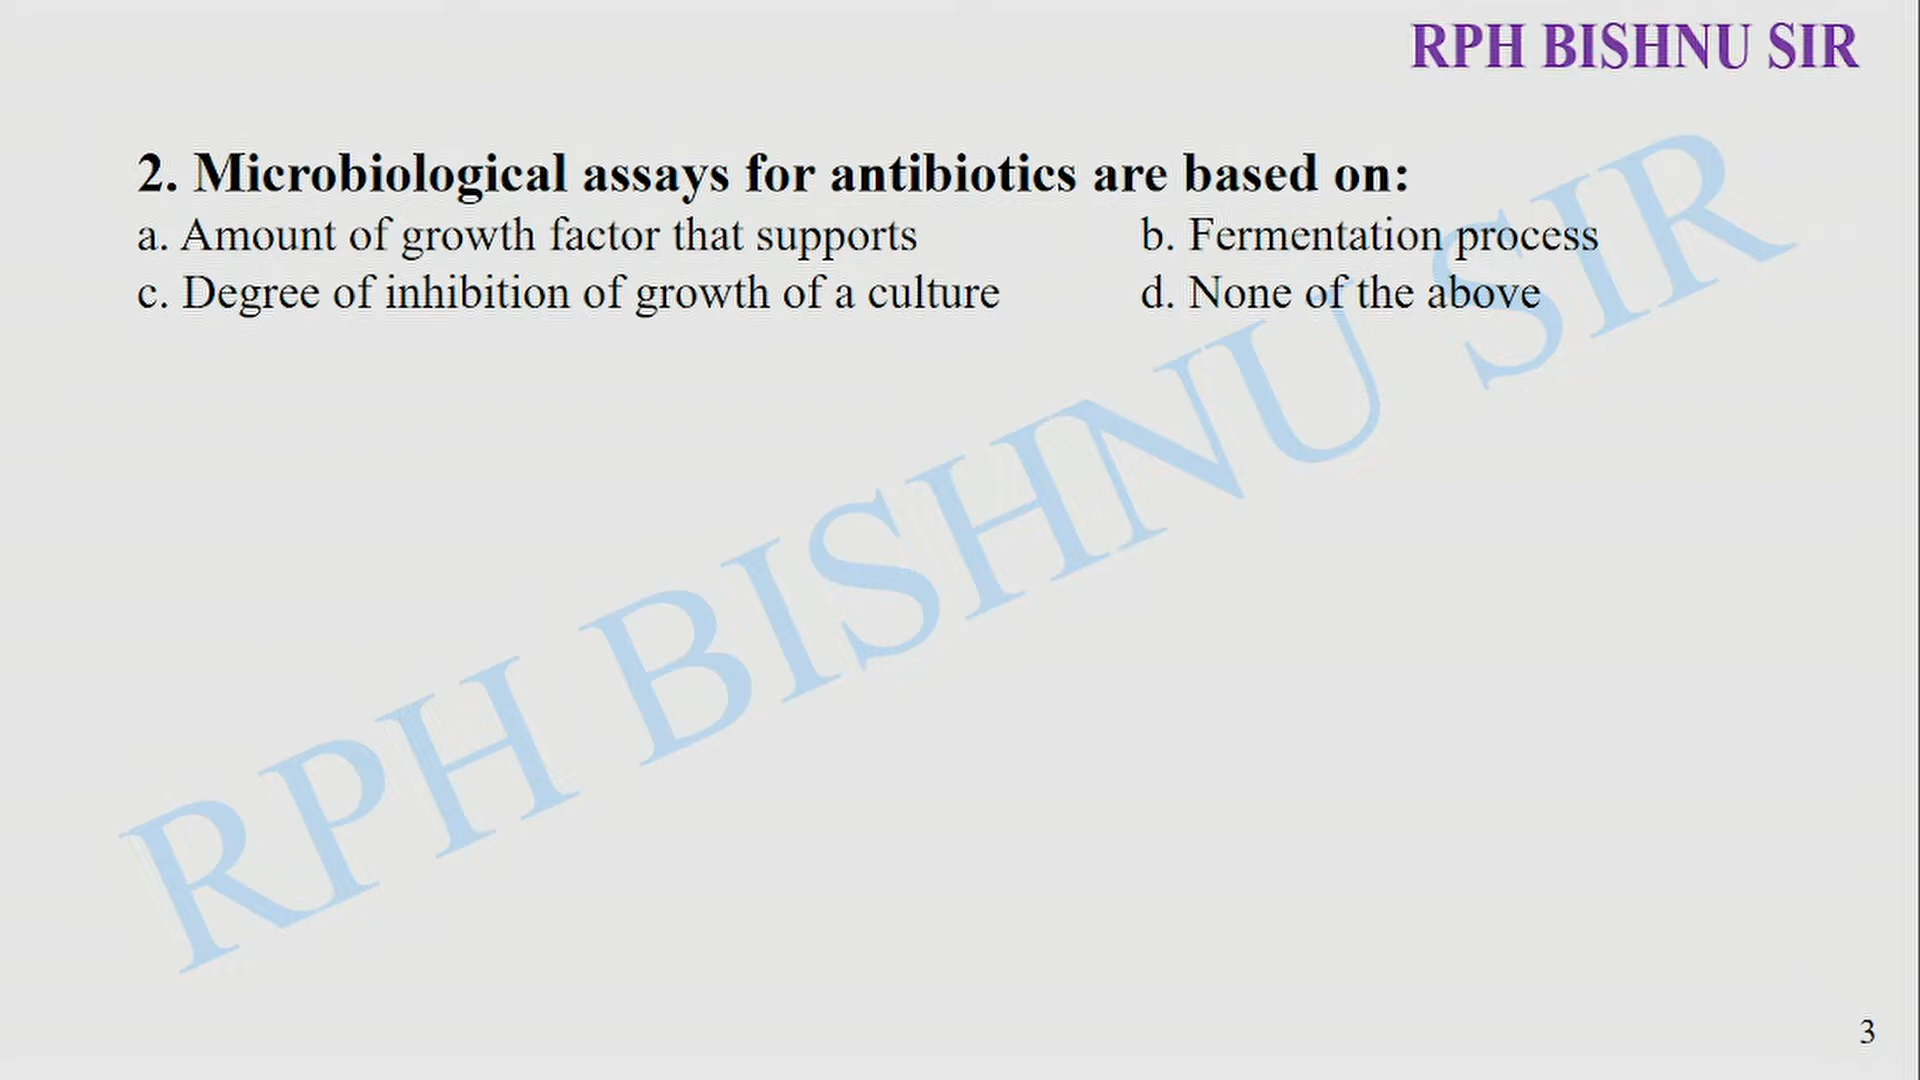 RPH BISHNU SIR
2. Microbiological assays for antibiotics are based on:
a. Amount of growth factor that supports b. Fermentation process
c. Degree of inhibition of growth of a culture d. None of the above
RPH BISHNU SIR
3